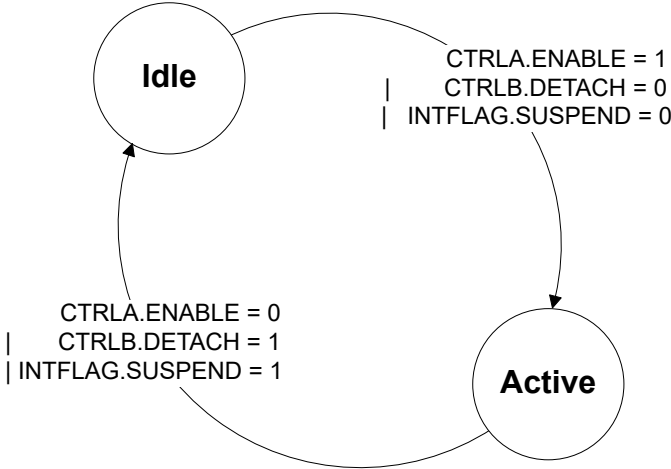 Idle
CTRLA.ENABLE = 1
| CTRLB.DETACH = 0
| INTFLAG.SUSPEND = 0
CTRLA.ENABLE = 0
| CTRLB.DETACH = 1
| INTFLAG.SUSPEND = 1
Active